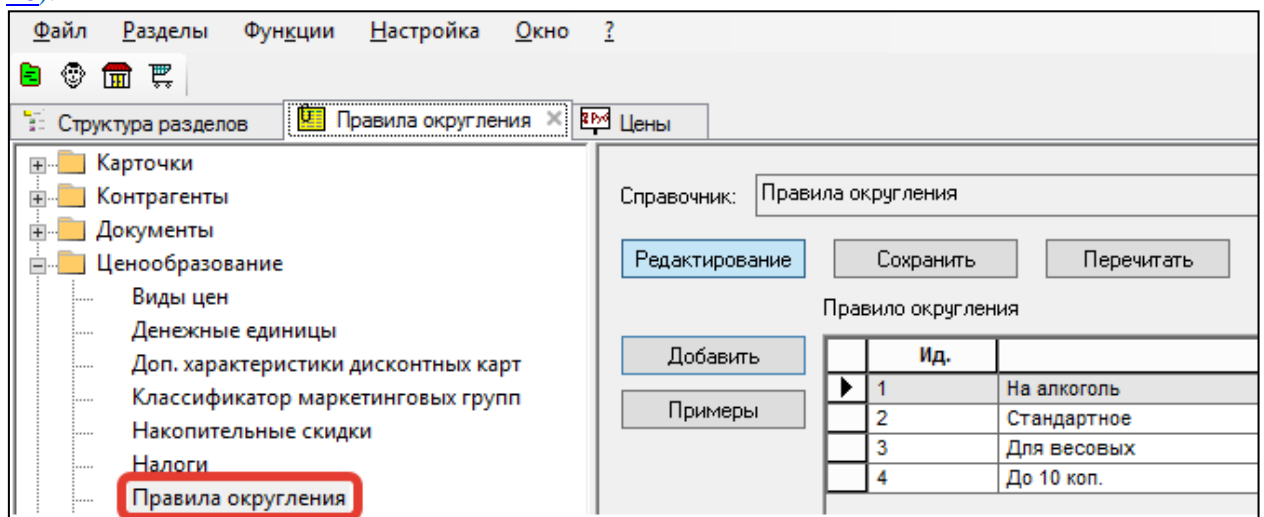 Файл Разделы Функции Настройка Окно ?
Структура разделов Правила округления Цены
Карточки
Контрагенты
Документы
Ценообразование
Виды цен
Денежные единицы
Доп. характеристики дисконтных карт
Классификатор маркетинговых групп
Накопительные скидки
Налоги
Правила округления
Справочник: Правила округления
Редактирование Сохранить Перечитать
Правило округления
Добавить
Примеры
Ид.
1 На алкоголь
2 Стандартное
3 Для весовых
4 До 10 коп.